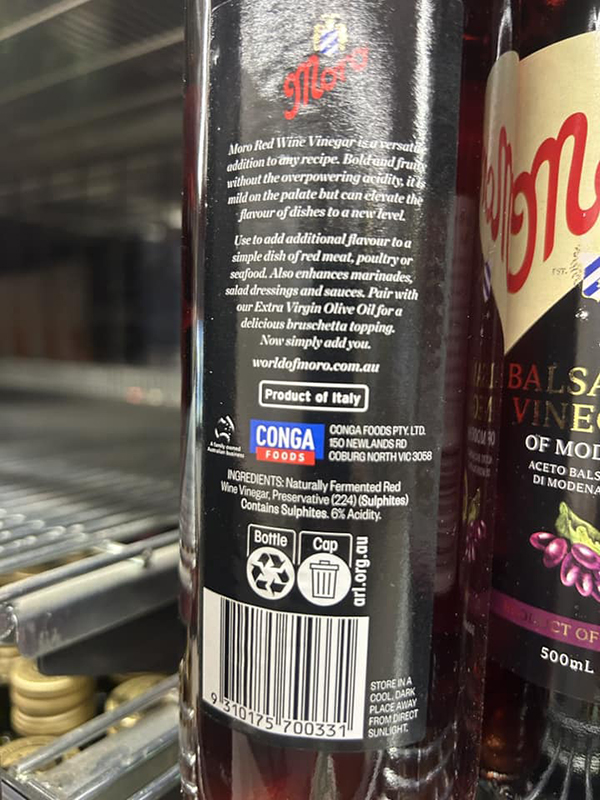 Moro
Moro Red Wine Vinegar is a versatile
addition to any recipe. Bold and fruity
without the overpowering acidity, it is
mild on the palate but can elevate the
flavour of dishes to a new level.
Use to add additional flavour to a
simple dish of red meat, poultry or
seafood. Also enhances marinades,
salad dressings and sauces. Pair with
our Extra Virgin Olive Oil for a
delicious bruschetta topping.
Now simply add you.
worldofmoro.com.au
Product of Italy
A family owned
Australian business
CONGA
FOODS
CONGA FOODS PTY. LTD.
150 NEWLANDS RD
COBURG NORTH VIC 3058
INGREDIENTS: Naturally Fermented Red
Wine Vinegar, Preservative (224) (Sulphites)
Contains Sulphites. 6% Acidity.
Bottle
Cap
arl.org.au
9 310175 700331
STORE IN A
COOL, DARK
PLACE AWAY
FROM DIRECT
SUNLIGHT.
Mo
EST.
BALSA
VINE
OF MOD
ACETO BALS
DI MODENA
CT OF
500mL